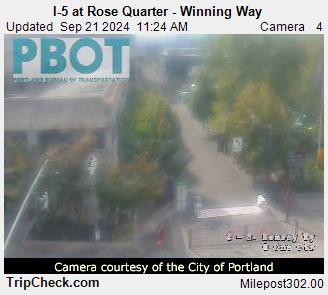 I-5 at Rose Quarter - Winning Way
Updated Sep 21 2024 11:24 AM Camera 4
PBOT
PORTLAND BUREAU OF TRANSPORTATION
Camera courtesy of the City of Portland
TripCheck.com Milepost302.00